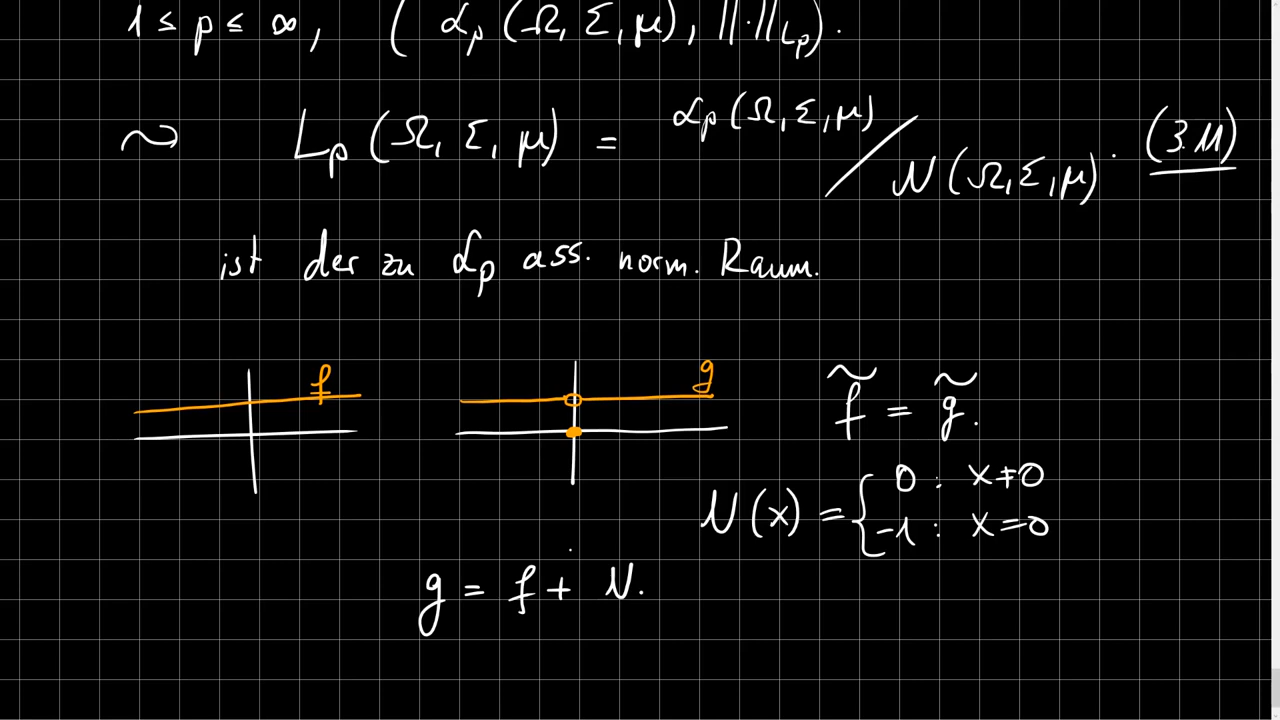 1 ≤ p ≤ ∞, ( ℒp (Ω, Σ, μ), ||·||Lp).
⤳ Lp (Ω, Σ, μ) = ℒp (Ω, Σ, μ) / N (Ω, Σ, μ). (3.11)
ist der zu ℒp ass. norm. Raum.
f g f̃ = g̃.
N(x) = { 0 : x ≠ 0
-1 : x = 0
g = f + N.